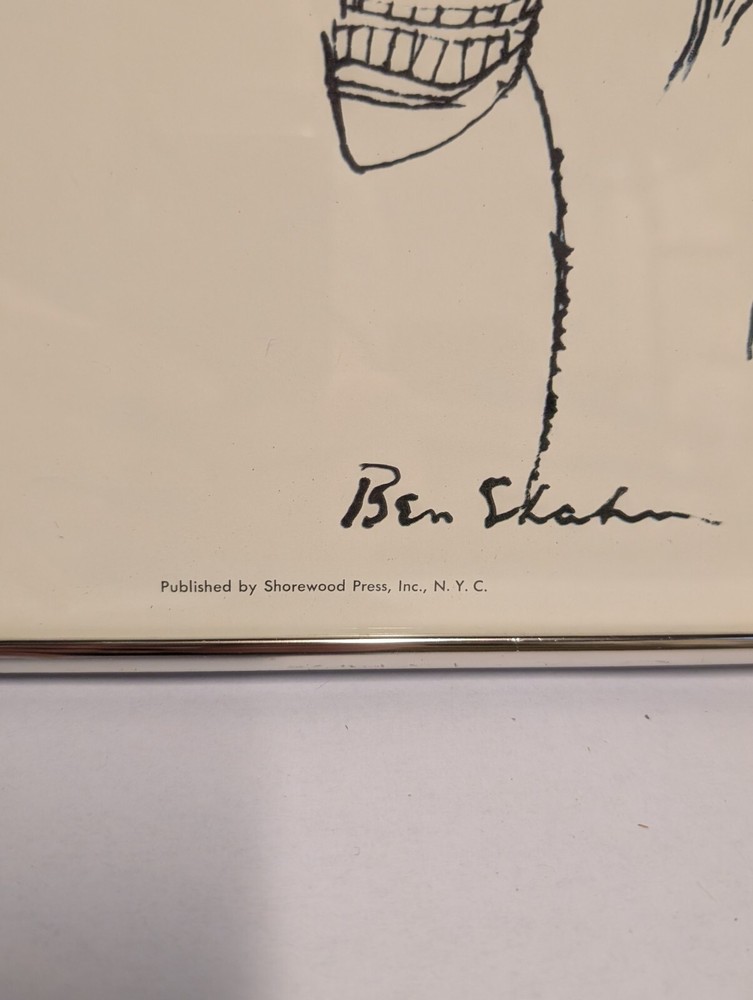 Ben Shahn
Published by Shorewood Press, Inc., N. Y. C.